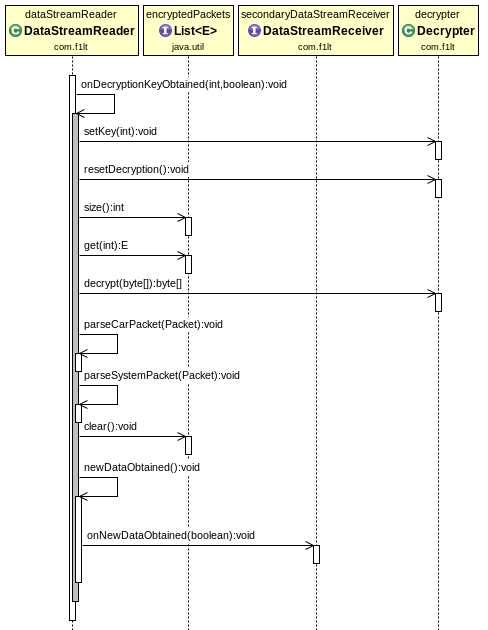 dataStreamReader
C DataStreamReader
com.f1lt
encryptedPackets
I List<E>
java.util
secondaryDataStreamReceiver
I DataStreamReceiver
com.f1lt
decrypter
C Decrypter
com.f1lt
onDecryptionKeyObtained(int,boolean):void
setKey(int):void
resetDecryption():void
size():int
get(int):E
decrypt(byte[]):byte[]
parseCarPacket(Packet):void
parseSystemPacket(Packet):void
clear():void
newDataObtained():void
onNewDataObtained(boolean):void